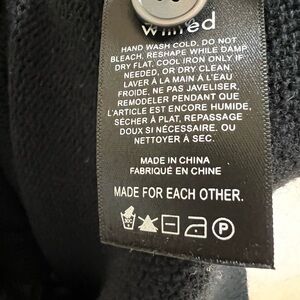 wilfred
HAND WASH COLD, DO NOT
BLEACH, RESHAPE WHILE DAMP
DRY FLAT, COOL IRON ONLY IF
NEEDED, OR DRY CLEAN
LAVER À LA MAIN À L'EAU
FROIDE, NE PAS JAVELISER,
REMODELER PENDANT QUE
L'ARTICLE EST ENCORE HUMIDE,
SÉCHER À PLAT, REPASSAGE
DOUX SI NÉCESSAIRE, OU
NETTOYER À SEC.
MADE IN CHINA
FABRIQUÉ EN CHINE
MADE FOR EACH OTHER.
P